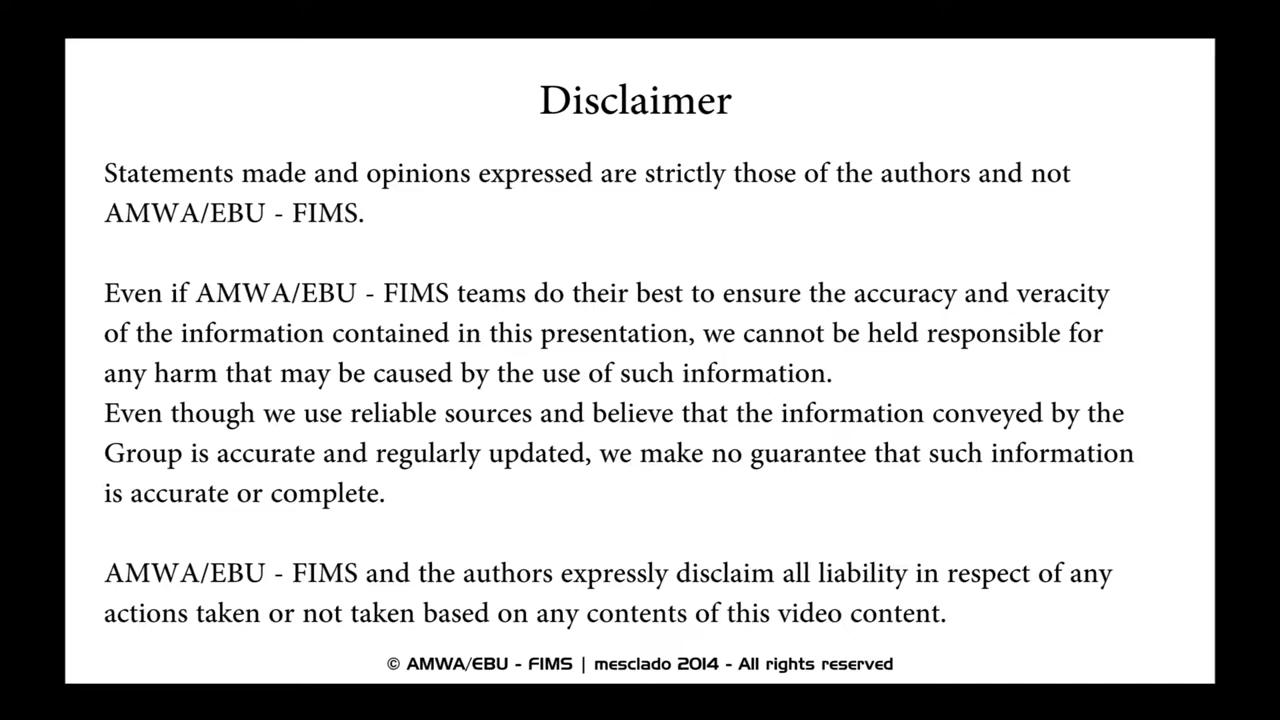 Disclaimer
Statements made and opinions expressed are strictly those of the authors and not
AMWA/EBU - FIMS.
Even if AMWA/EBU - FIMS teams do their best to ensure the accuracy and veracity
of the information contained in this presentation, we cannot be held responsible for
any harm that may be caused by the use of such information.
Even though we use reliable sources and believe that the information conveyed by the
Group is accurate and regularly updated, we make no guarantee that such information
is accurate or complete.
AMWA/EBU - FIMS and the authors expressly disclaim all liability in respect of any
actions taken or not taken based on any contents of this video content.
© AMWA/EBU - FIMS | mesclado 2014 - All rights reserved